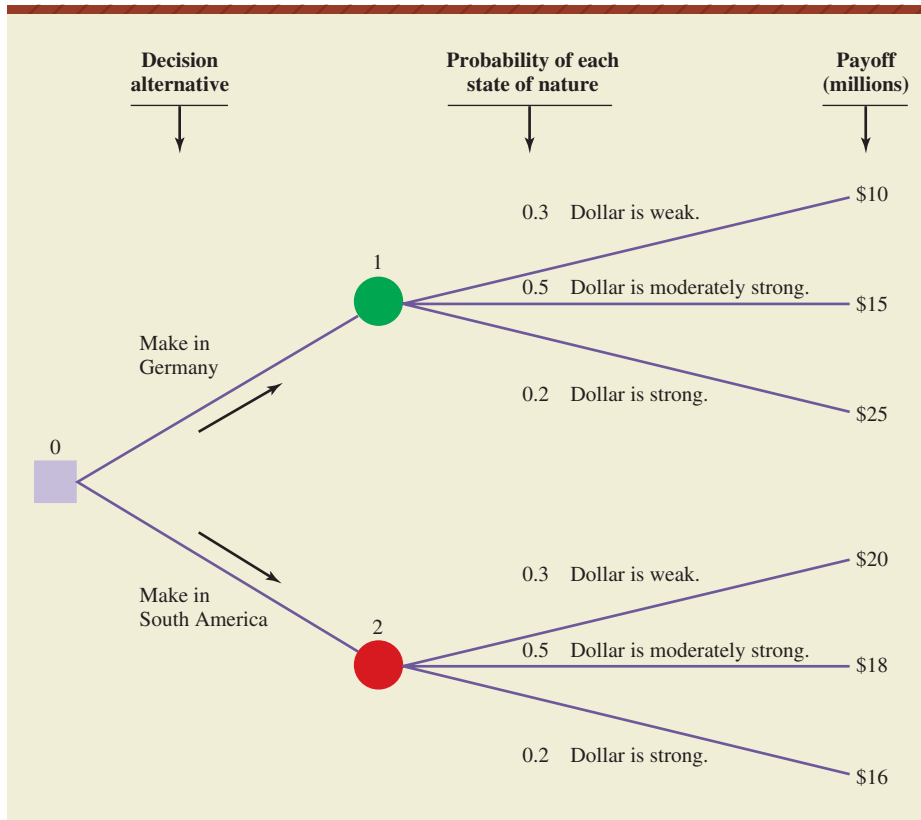 Decision
alternative
Probability of each
state of nature
Payoff
(millions)
$10
0.3 Dollar is weak.
1
0.5 Dollar is moderately strong.
$15
Make in
Germany
0.2 Dollar is strong.
$25
0
$20
0.3 Dollar is weak.
Make in
South America
2
0.5 Dollar is moderately strong.
$18
0.2 Dollar is strong.
$16